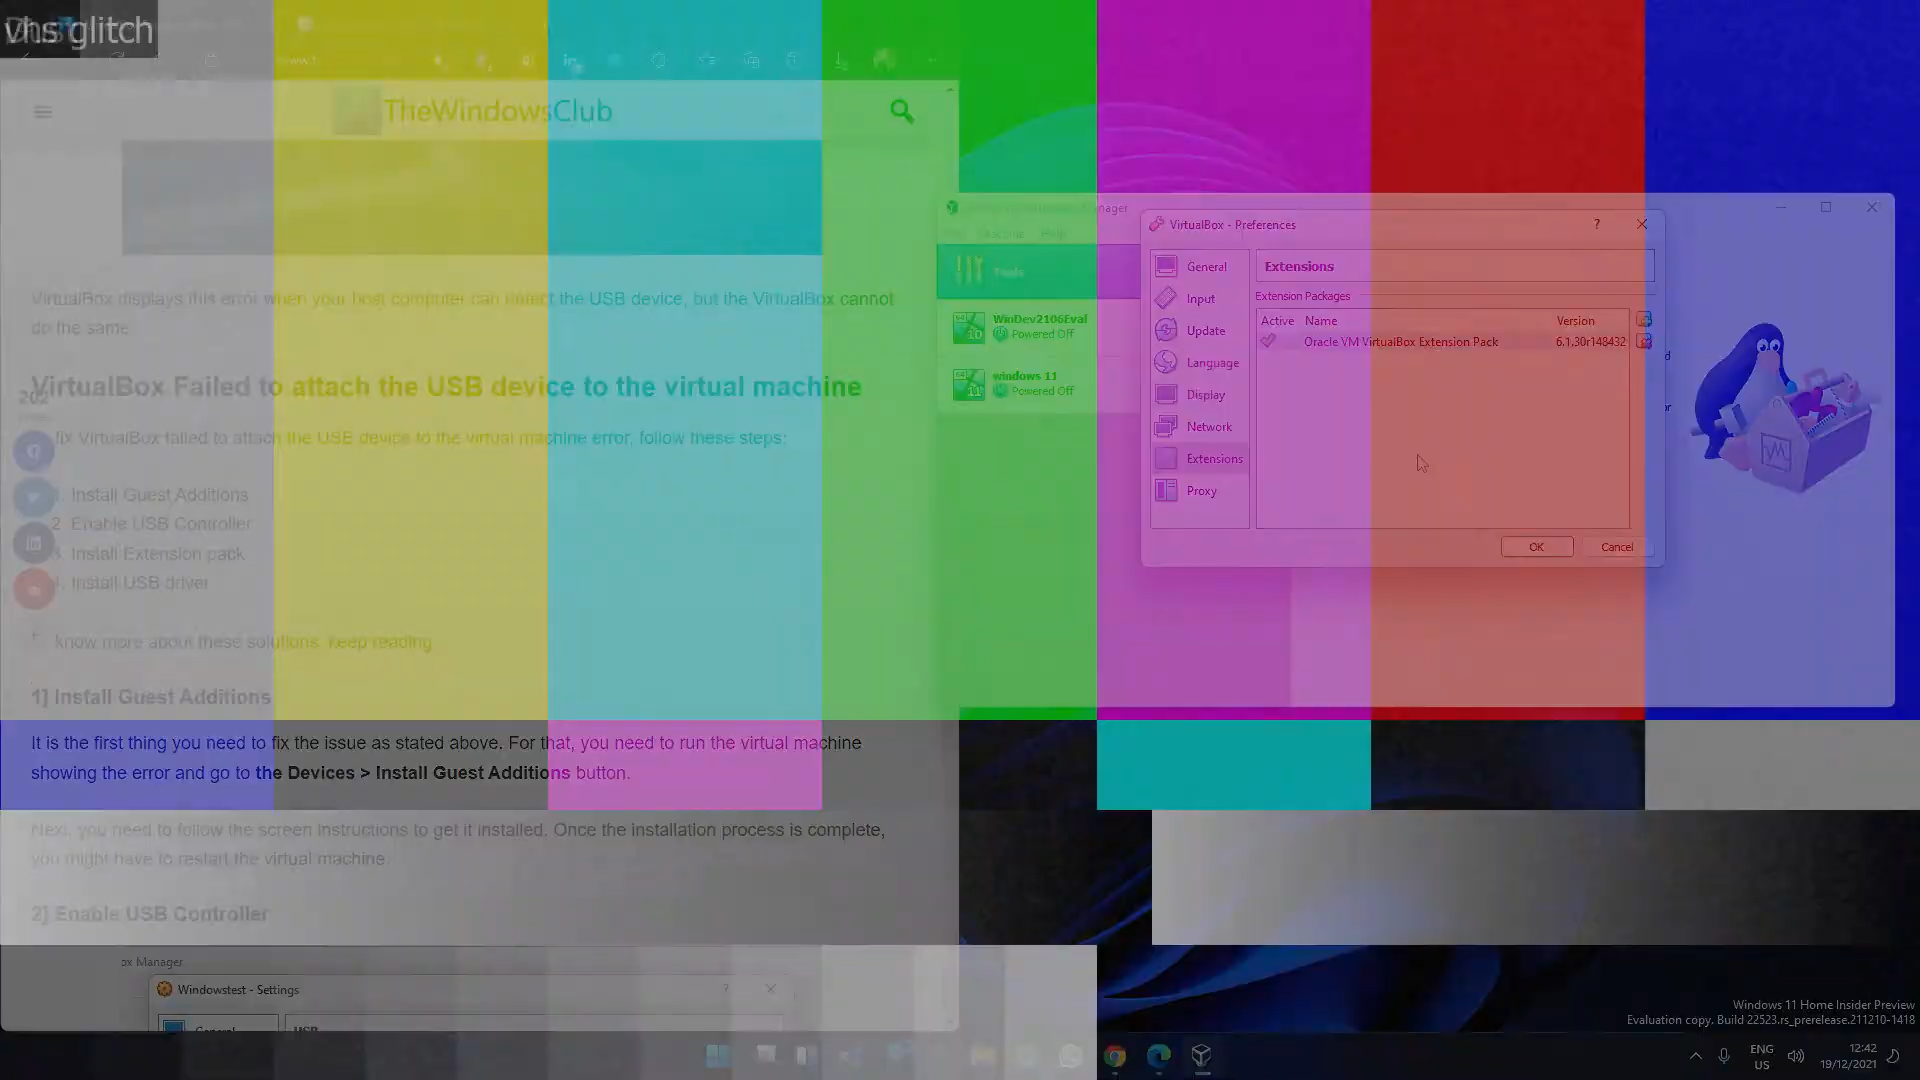 vhs glitch
TheWindowsClub
VirtualBox displays this error when your host computer can detect the USB device, but the VirtualBox cannot
do the same.
VirtualBox Failed to attach the USB device to the virtual machine
202
fix VirtualBox failed to attach the USB device to the virtual machine error, follow these steps:
1. Install Guest Additions
2. Enable USB Controller
3. Install Extension pack
4. Install USB driver
know more about these solutions, keep reading.
1] Install Guest Additions
It is the first thing you need to fix the issue as stated above. For that, you need to run the virtual machine
showing the error and go to the Devices > Install Guest Additions button.
Next, you need to follow the screen instructions to get it installed. Once the installation process is complete,
you might have to restart the virtual machine.
2] Enable USB Controller
ox Manager
Windowstest - Settings
?
General
USB
Tools
WinDev2106Eval
Powered Off
windows 11
Powered Off
VirtualBox - Preferences
?
General
Input
Update
Language
Display
Network
Extensions
Proxy
Extensions
Extension Packages
Active Name Version
Oracle VM VirtualBox Extension Pack 6.1.30r148432
OK Cancel
Windows 11 Home Insider Preview
Evaluation copy. Build 22523.rs_prerelease.211210-1418
ENG
US
12:42
19/12/2021